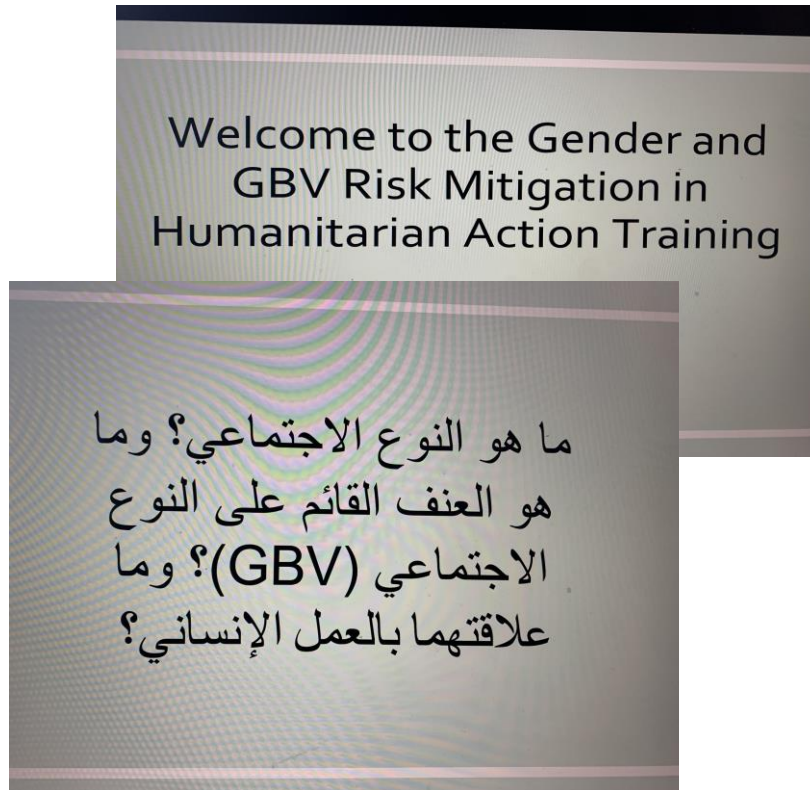 Welcome to the Gender and
GBV Risk Mitigation in
Humanitarian Action Training
ما هو النوع الاجتماعي؟ وما
هو العنف القائم على النوع
الاجتماعي (GBV)؟ وما
علاقتهما بالعمل الإنساني؟